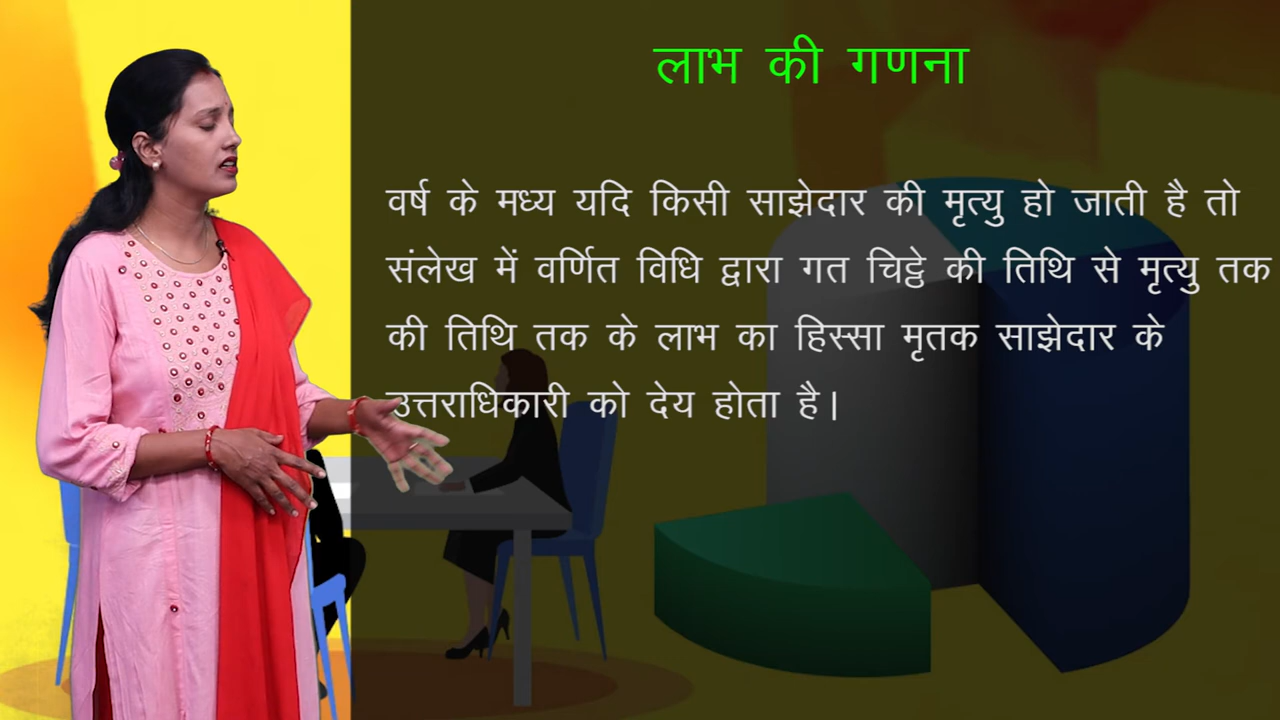 लाभ की गणना
वर्ष के मध्य यदि किसी साझेदार की मृत्यु हो जाती है तो
संलेख में वर्णित विधि द्वारा गत चिट्ठे की तिथि से मृत्यु तक
की तिथि तक के लाभ का हिस्सा मृतक साझेदार के
उत्तराधिकारी को देय होता है।